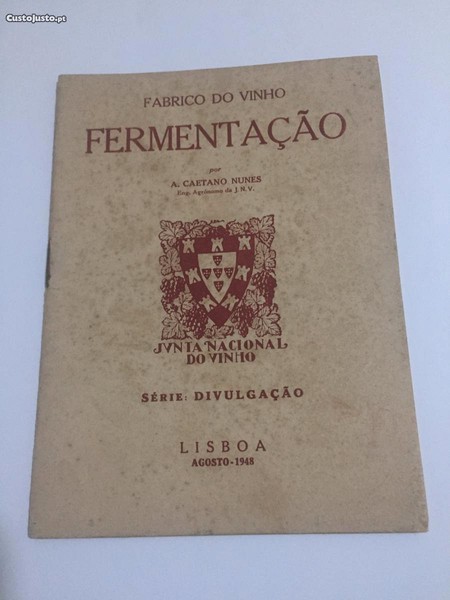 CustoJusto.pt
FABRICO DO VINHO
FERMENTAÇÃO
por
A. CAETANO NUNES
Eng. Agrónomo da J. N. V.
JVNTA NACIONAL
DO VINHO
SÉRIE: DIVULGAÇÃO
LISBOA
AGOSTO-1948